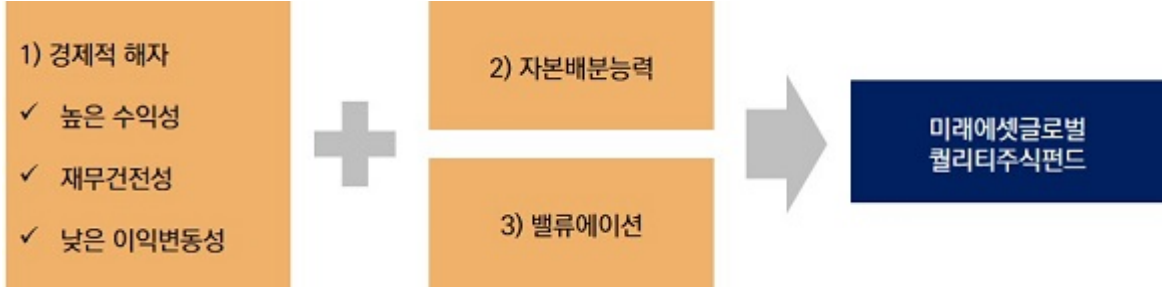 1) 경제적 해자
✓ 높은 수익성
✓ 재무건전성
✓ 낮은 이익변동성
2) 자본배분능력
3) 밸류에이션
미래에셋글로벌
퀄리티주식펀드